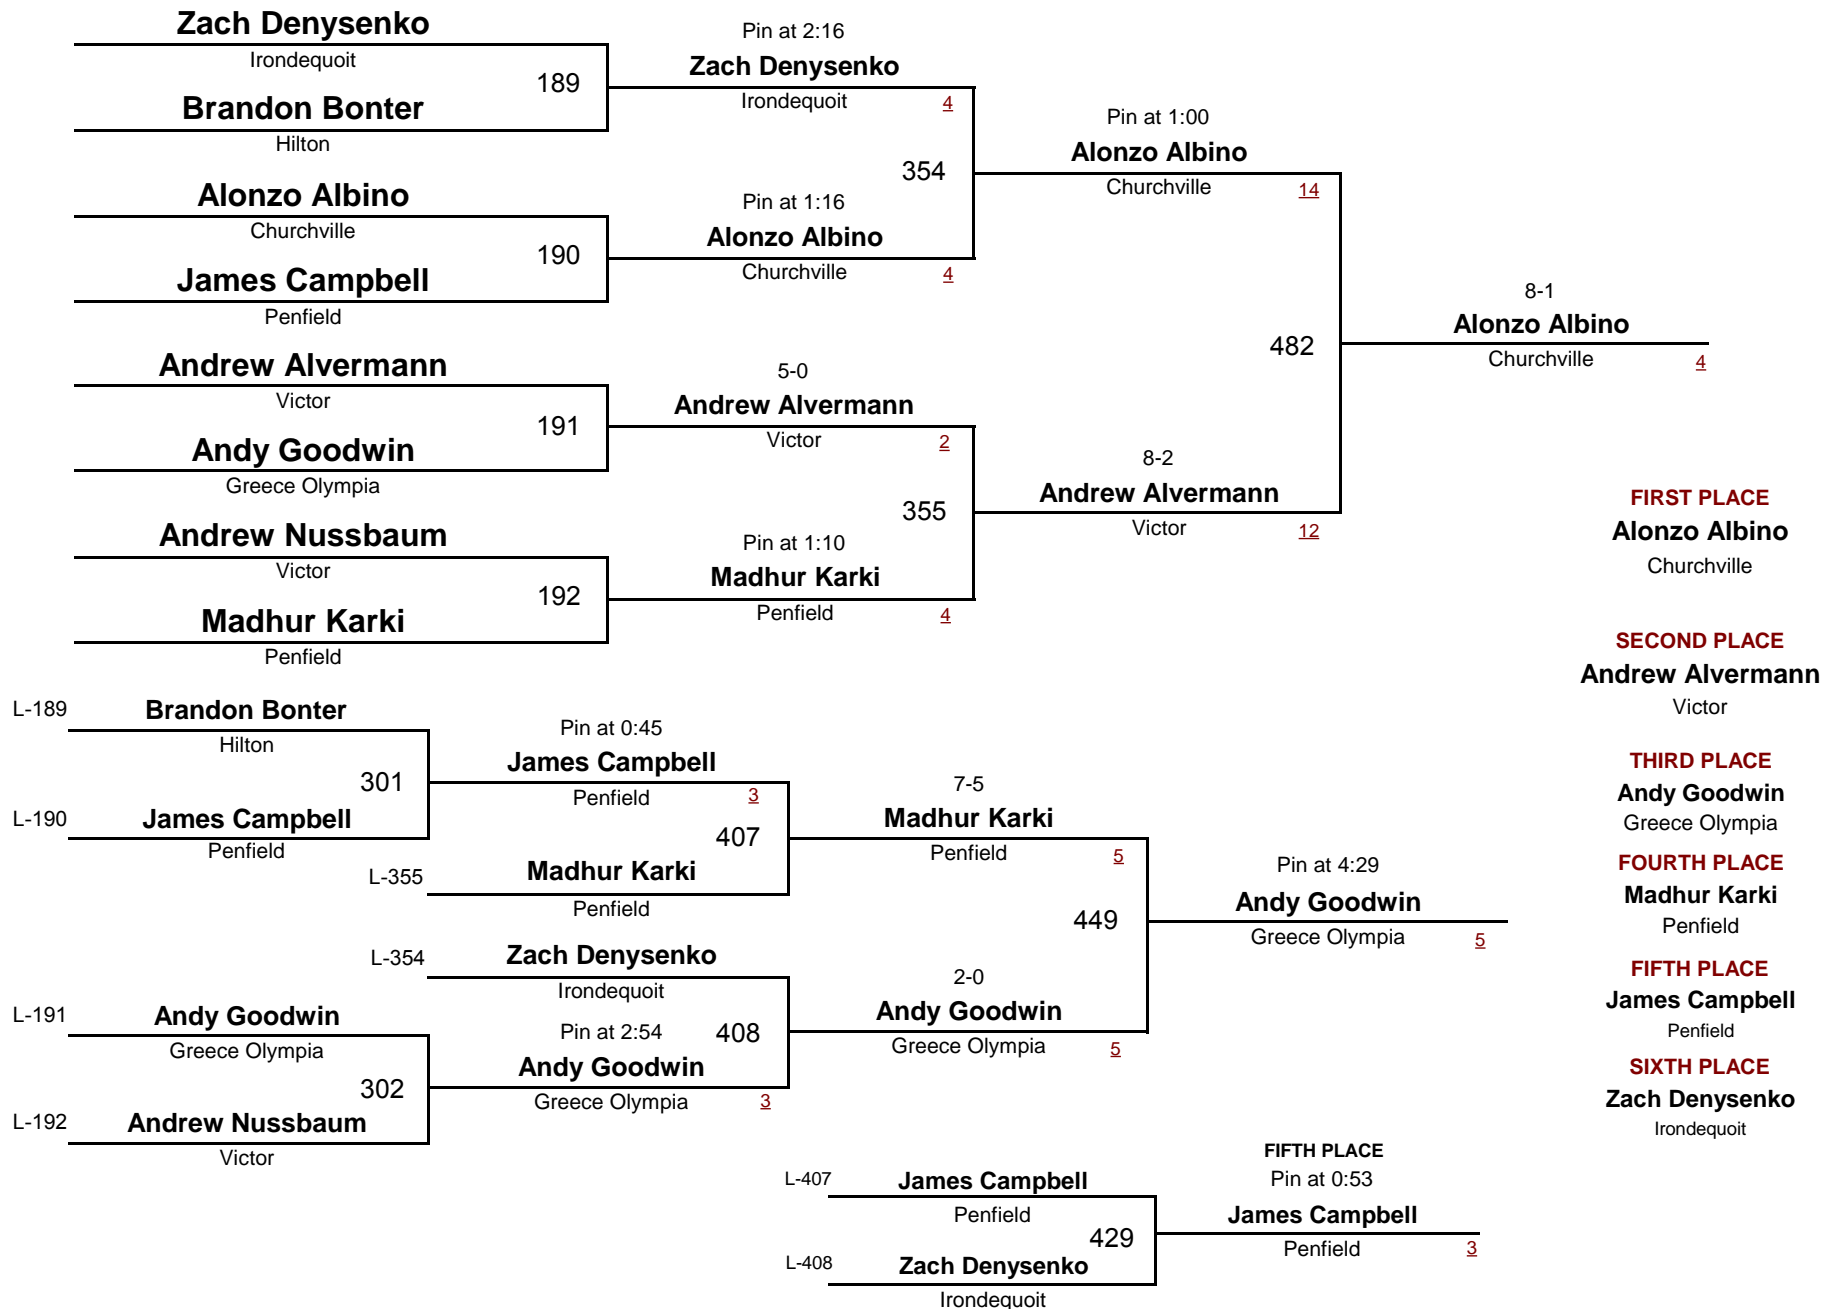 Zach Denysenko
Irondequoit
189
Brandon Bonter
Hilton
Pin at 2:16
Zach Denysenko
Irondequoit
4
Alonzo Albino
Churchville
190
James Campbell
Penfield
Pin at 1:16
Alonzo Albino
Churchville
4
354
Pin at 1:00
Alonzo Albino
Churchville
14
Andrew Alvermann
Victor
191
Andy Goodwin
Greece Olympia
5-0
Andrew Alvermann
Victor
2
Andrew Nussbaum
Victor
192
Madhur Karki
Penfield
Pin at 1:10
Madhur Karki
Penfield
4
355
8-2
Andrew Alvermann
Victor
12
482
8-1
Alonzo Albino
Churchville
4
L-189
Brandon Bonter
Hilton
301
L-190
James Campbell
Penfield
Pin at 0:45
James Campbell
Penfield
3
407
L-355
Madhur Karki
Penfield
7-5
Madhur Karki
Penfield
5
L-354
Zach Denysenko
Irondequoit
L-191
Andy Goodwin
Greece Olympia
302
L-192
Andrew Nussbaum
Victor
Pin at 2:54
408
Andy Goodwin
Greece Olympia
3
2-0
Andy Goodwin
Greece Olympia
5
449
Pin at 4:29
Andy Goodwin
Greece Olympia
5
L-407
James Campbell
Penfield
429
L-408
Zach Denysenko
Irondequoit
FIFTH PLACE
Pin at 0:53
James Campbell
Penfield
3
FIRST PLACE
Alonzo Albino
Churchville
SECOND PLACE
Andrew Alvermann
Victor
THIRD PLACE
Andy Goodwin
Greece Olympia
FOURTH PLACE
Madhur Karki
Penfield
FIFTH PLACE
James Campbell
Penfield
SIXTH PLACE
Zach Denysenko
Irondequoit